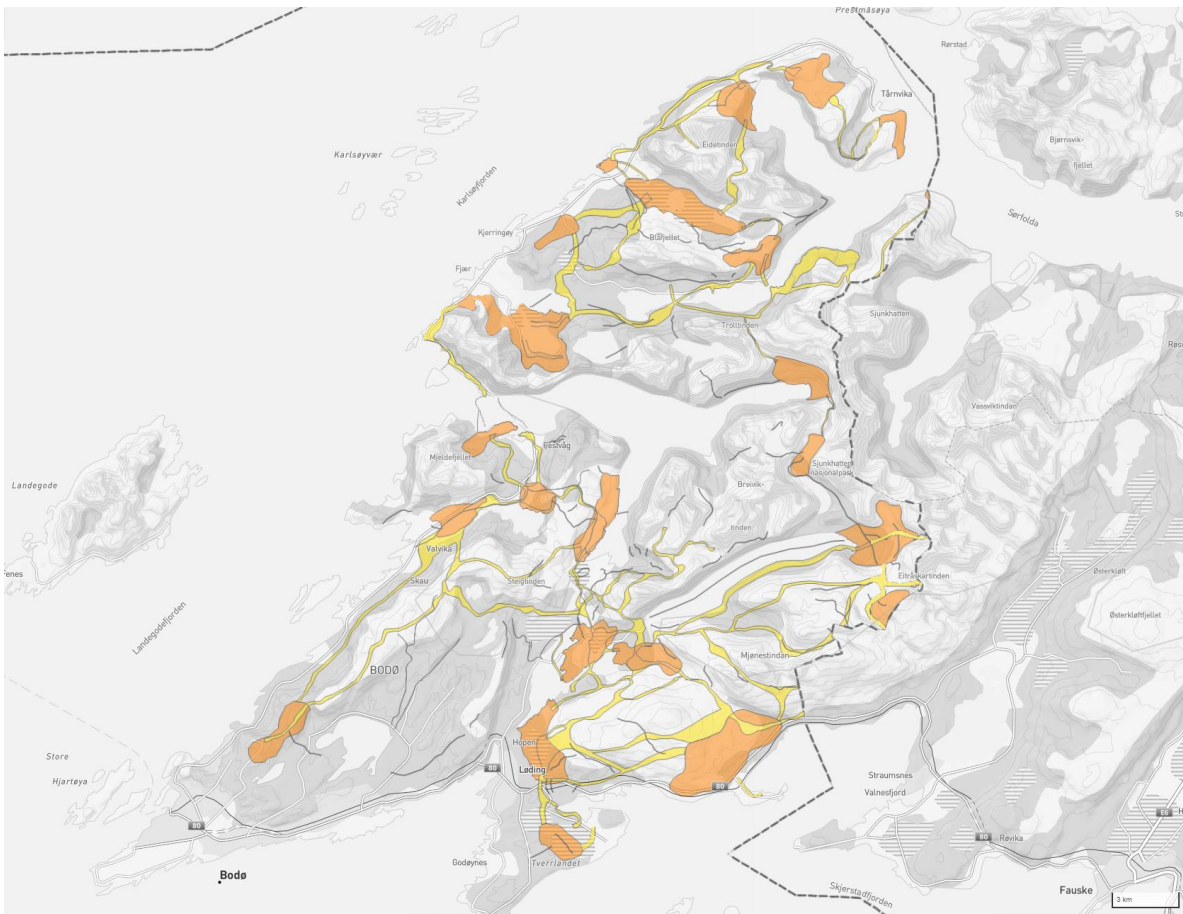 Prestmåsøya
Rørstad
Tårnvika
Karlsøyvær
Eidetinden
Bjørnsvik-
fjellet
Karlsøyfjorden
Sørfolda
Kjerringøy
Blåfjellet
Fjær
Sjunkhatten
Trolltinden
Vassviktindan
Festvåg
Mjeldefjellet
Landegode
Sjunkhatten
nasjonalpark
Breivik-
tinden
Valvika
Østerkløft
Skau
Steigtinden
Eitråskartinden
Landegodefjorden
Østerkløftfjellet
Mjønestindan
BODØ
Hopen
Store
Hjartøya
Løding
80
80
80
80
E6
Straumsnes
Valnesfjord
Røvika
Godøynes
Tverrlandet
Bodø
Skjerstadfjorden
Fauske
3 km